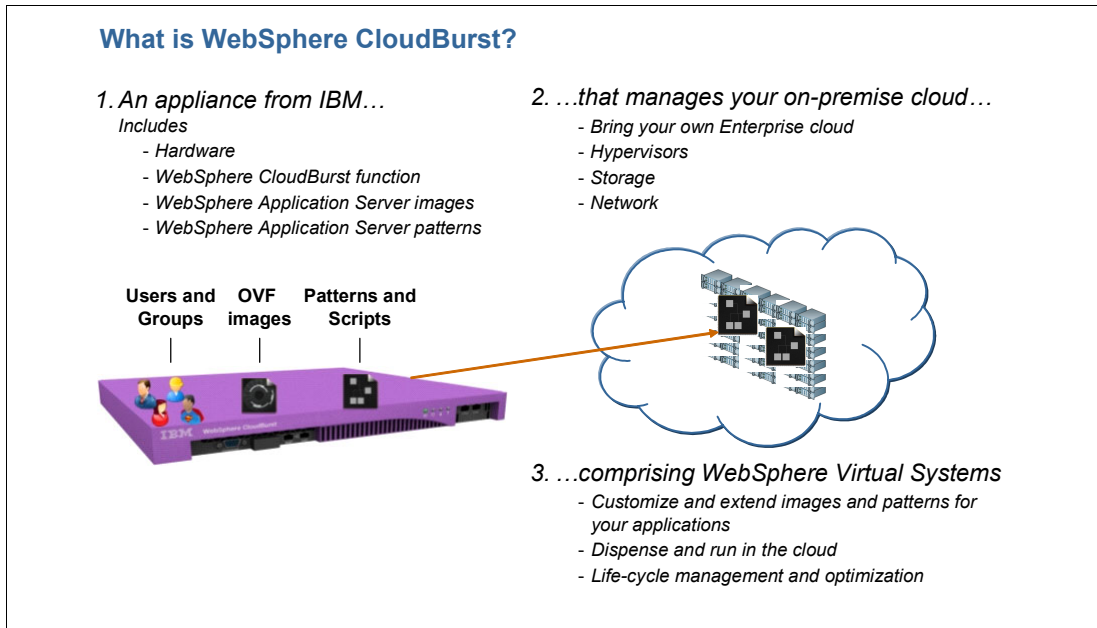 What is WebSphere CloudBurst?
1. An appliance from IBM…
Includes
- Hardware
- WebSphere CloudBurst function
- WebSphere Application Server images
- WebSphere Application Server patterns
2. …that manages your on-premise cloud…
- Bring your own Enterprise cloud
- Hypervisors
- Storage
- Network
Users and
Groups
OVF
images
Patterns and
Scripts
IBM WebSphere CloudBurst
3. …comprising WebSphere Virtual Systems
- Customize and extend images and patterns for
your applications
- Dispense and run in the cloud
- Life-cycle management and optimization